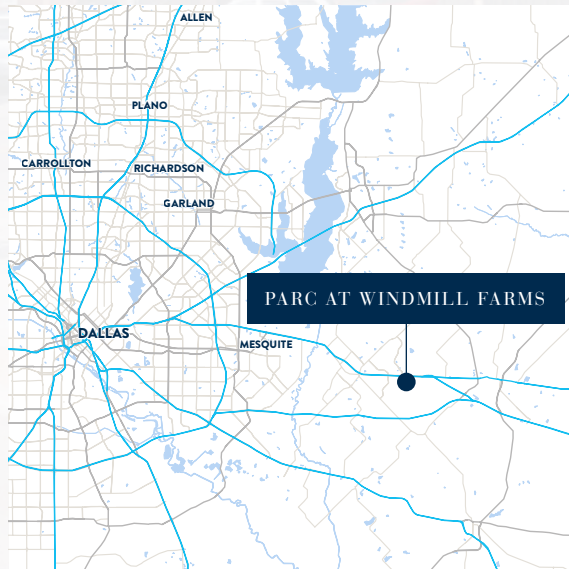 ALLEN
PLANO
CARROLLTON
RICHARDSON
GARLAND
PARC AT WINDMILL FARMS
DALLAS
MESQUITE